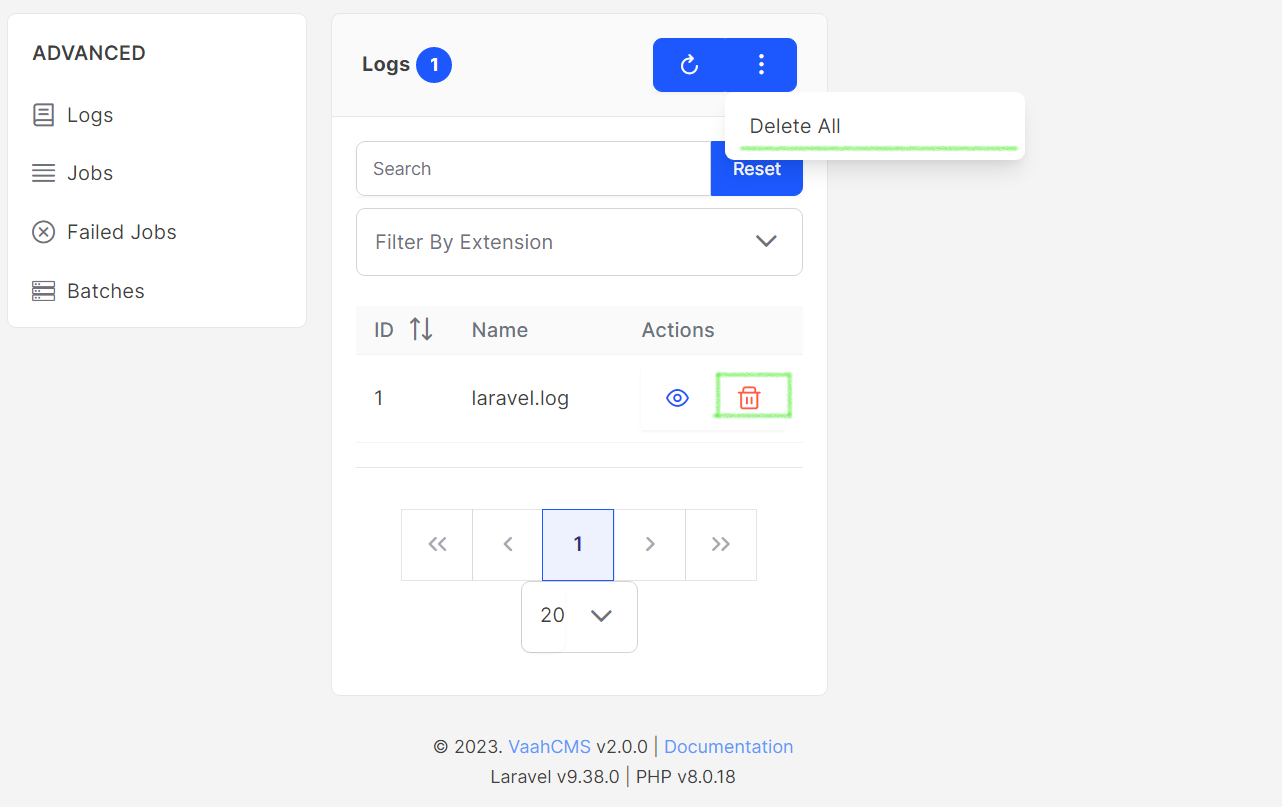 ADVANCED
Logs
Jobs
Failed Jobs
Batches
Logs 1
Delete All
Search
Reset
Filter By Extension
ID Name Actions
1 laravel.log
1
20
© 2023. VaahCMS v2.0.0 | Documentation
Laravel v9.38.0 | PHP v8.0.18